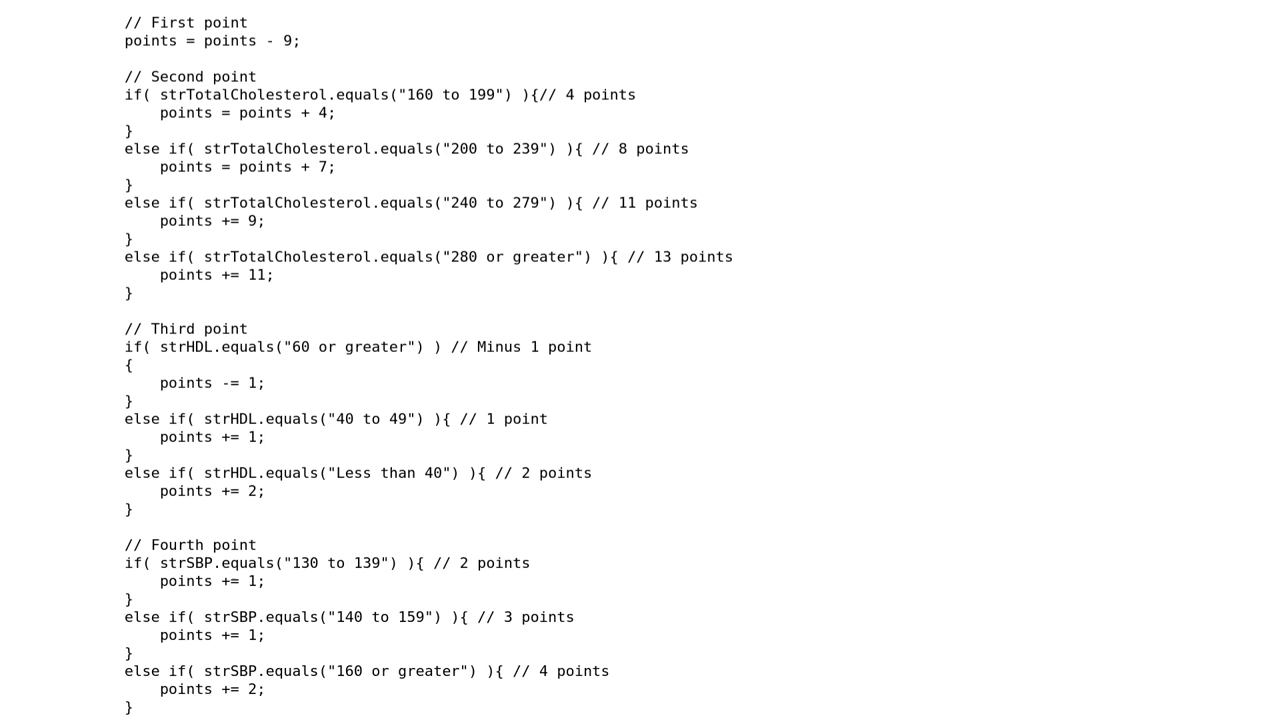 // First point
points = points - 9;

// Second point
if( strTotalCholesterol.equals("160 to 199") ){// 4 points
    points = points + 4;
}
else if( strTotalCholesterol.equals("200 to 239") ){ // 8 points
    points = points + 7;
}
else if( strTotalCholesterol.equals("240 to 279") ){ // 11 points
    points += 9;
}
else if( strTotalCholesterol.equals("280 or greater") ){ // 13 points
    points += 11;
}

// Third point
if( strHDL.equals("60 or greater") ) // Minus 1 point
{
    points -= 1;
}
else if( strHDL.equals("40 to 49") ){ // 1 point
    points += 1;
}
else if( strHDL.equals("Less than 40") ){ // 2 points
    points += 2;
}

// Fourth point
if( strSBP.equals("130 to 139") ){ // 2 points
    points += 1;
}
else if( strSBP.equals("140 to 159") ){ // 3 points
    points += 1;
}
else if( strSBP.equals("160 or greater") ){ // 4 points
    points += 2;
}